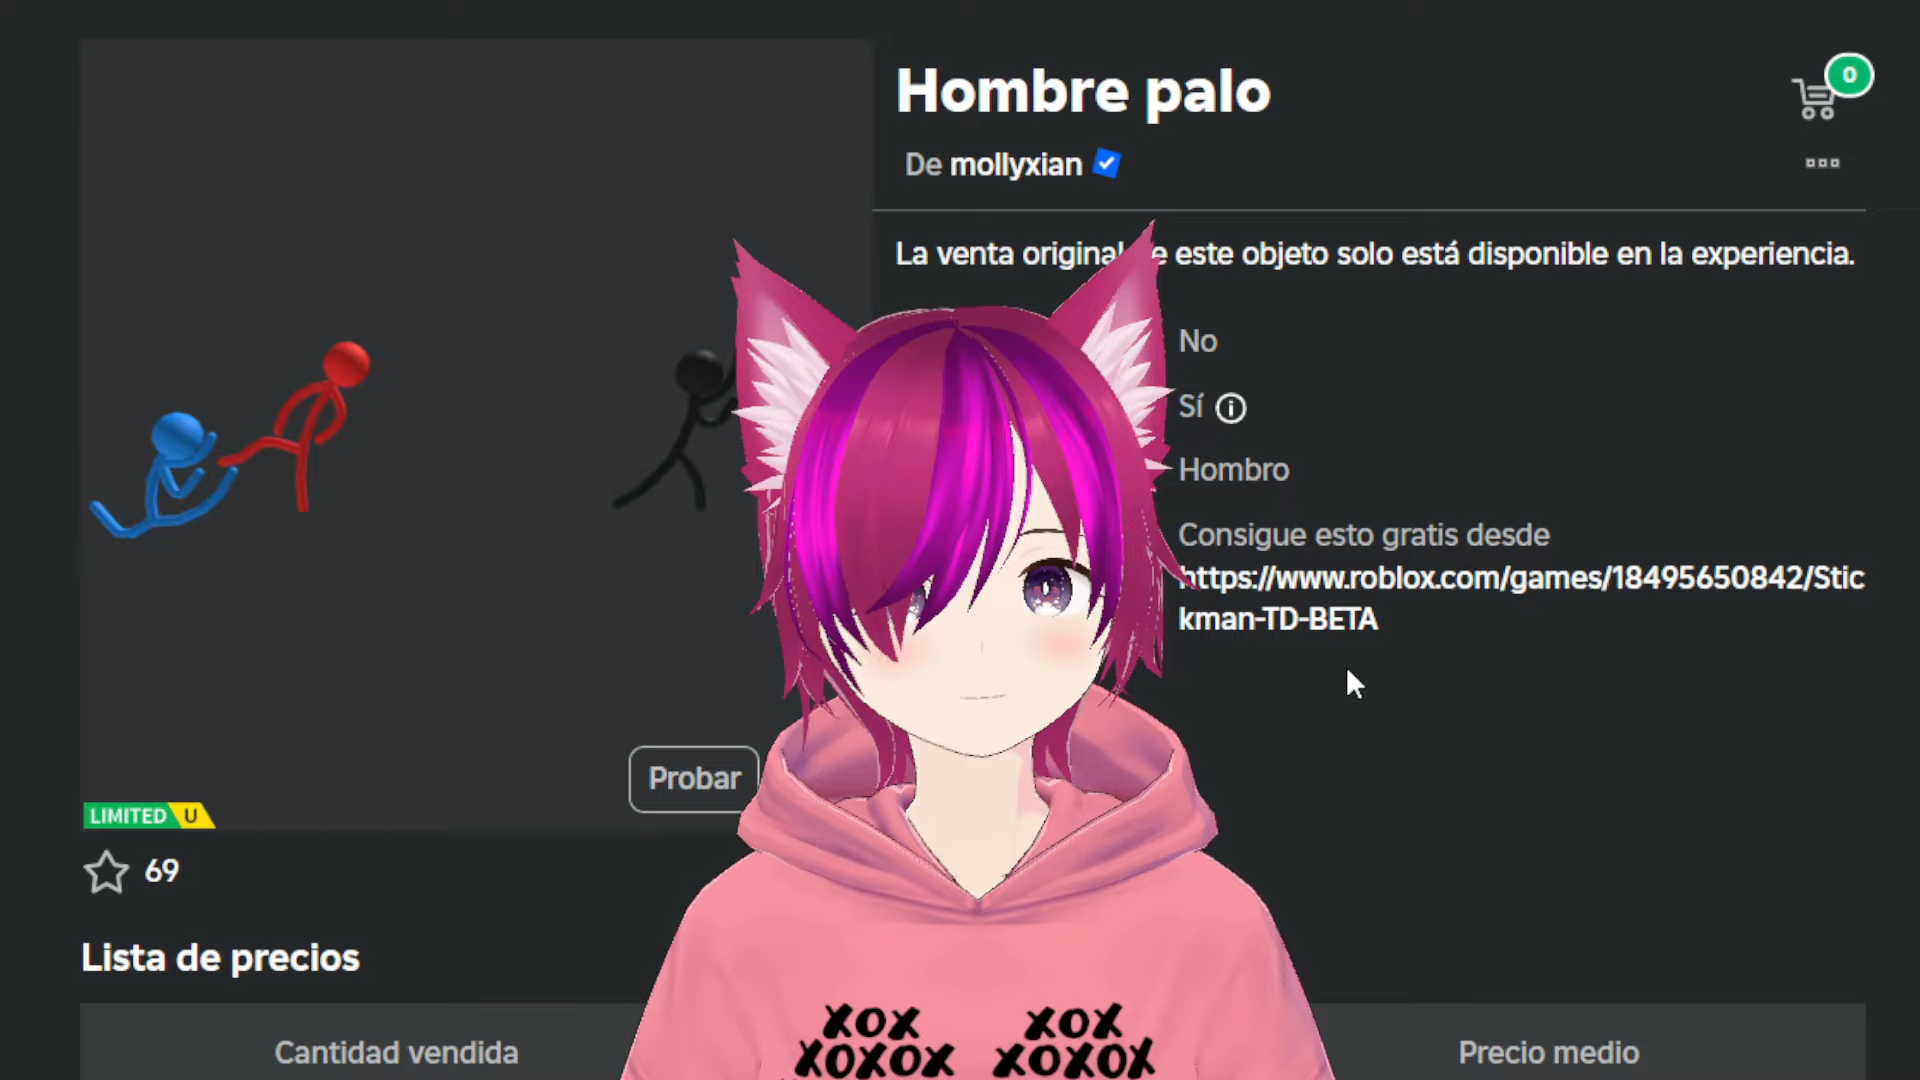 Hombre palo
0
De mollyxian
La venta original e este objeto solo está disponible en la experiencia.
No
Sí
Hombro
Consigue esto gratis desde
https://www.roblox.com/games/18495650842/Stic
kman-TD-BETA
Probar
LIMITED U
69
Lista de precios
Cantidad vendida
Precio medio
XOX XOX
XOXOX XOXOX